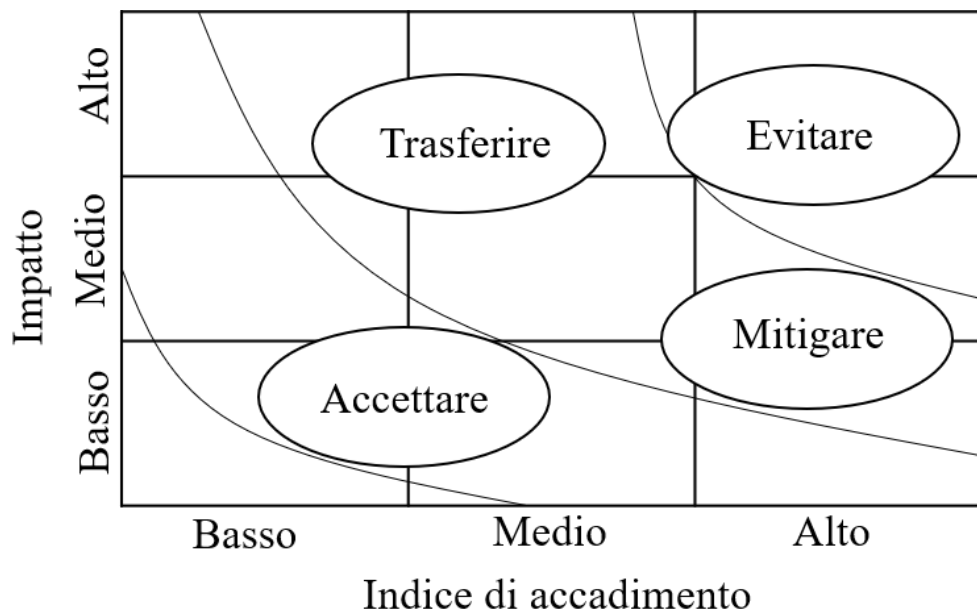 Impatto
Alto
Medio
Basso
Trasferire
Evitare
Mitigare
Accettare
Basso
Medio
Alto
Indice di accadimento